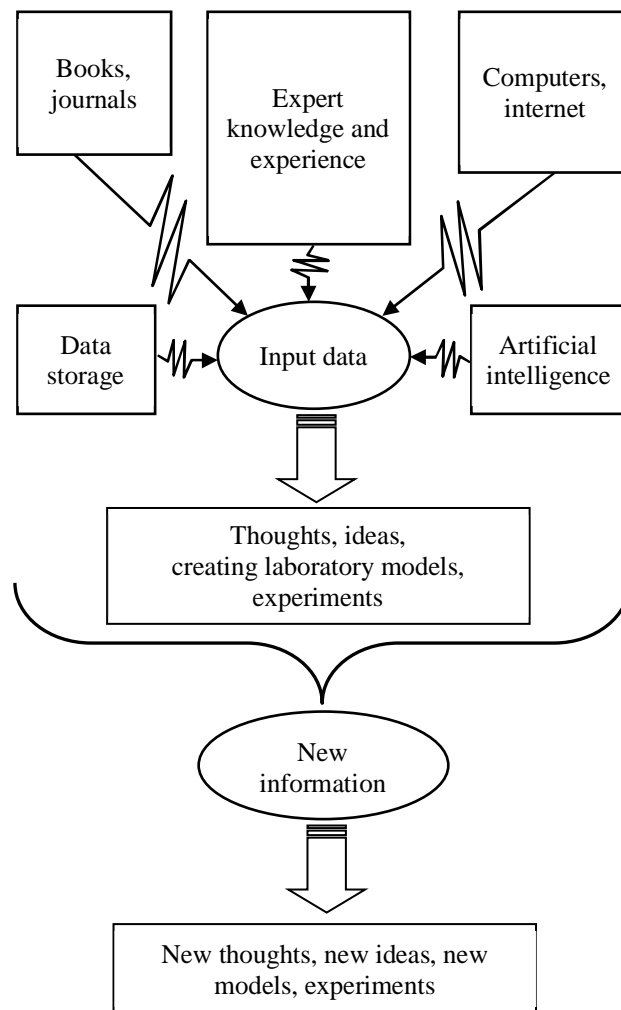 Books,
journals
Expert
knowledge and
experience
Computers,
internet
Data
storage
Input data
Artificial
intelligence
Thoughts, ideas,
creating laboratory models,
experiments
New
information
New thoughts, new ideas, new
models, experiments